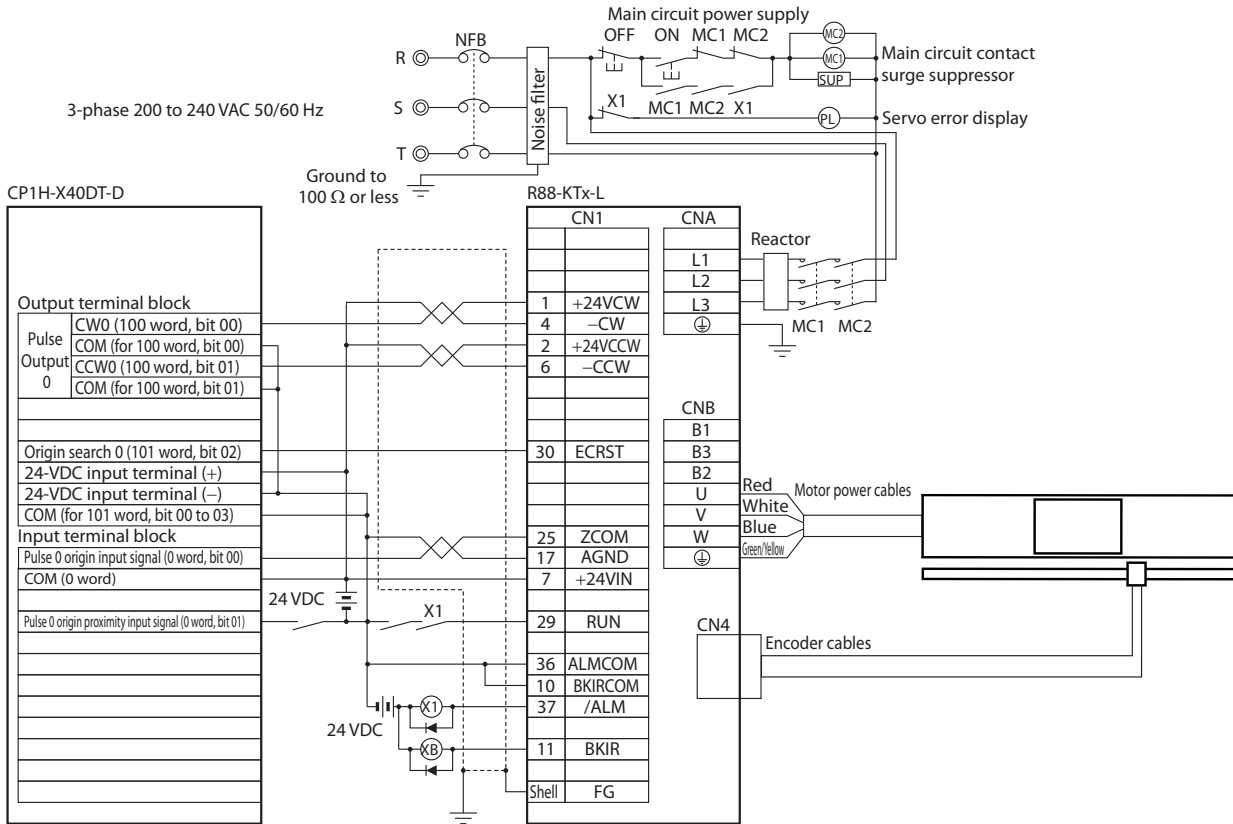 Main circuit power supply
OFF ON MC1 MC2
MC2
NFB
R
MC1
Main circuit contact
surge suppressor
SUP
Noise filter
3-phase 200 to 240 VAC 50/60 Hz
S
X1
MC1 MC2 X1
PL
Servo error display
T
Ground to
100 Ω or less
CP1H-X40DT-D
R88-KTx-L
CN1
CNA
Reactor
L1
L2
L3
MC1 MC2
Output terminal block
Pulse
Output
0
CW0 (100 word, bit 00)
COM (for 100 word, bit 00)
CCW0 (100 word, bit 01)
COM (for 100 word, bit 01)
Origin search 0 (101 word, bit 02)
24-VDC input terminal (+)
24-VDC input terminal (−)
COM (for 101 word, bit 00 to 03)
Input terminal block
Pulse 0 origin input signal (0 word, bit 00)
COM (0 word)
Pulse 0 origin proximity input signal (0 word, bit 01)
24 VDC
X1
24 VDC
X1
XB
1 +24VCW
4 −CW
2 +24VCCW
6 −CCW
30 ECRST
25 ZCOM
17 AGND
7 +24VIN
29 RUN
36 ALMCOM
10 BKIRCOM
37 /ALM
11 BKIR
Shell FG
CNB
B1
B3
B2
U
V
W
Red
White
Blue
Green/Yellow
Motor power cables
CN4
Encoder cables